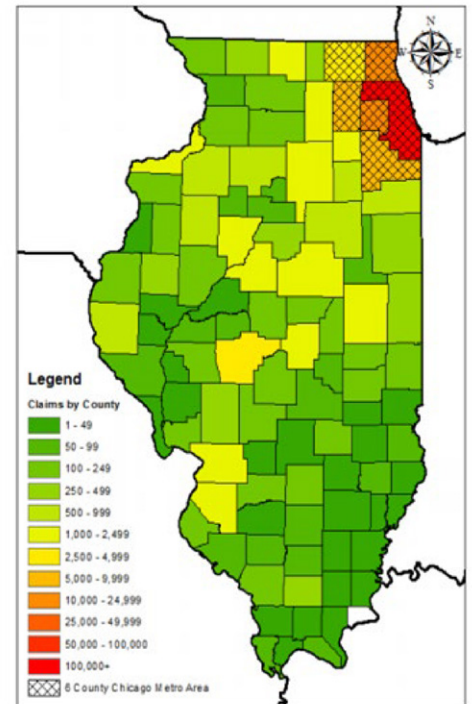 N
W
E
S
Legend
Claims by County
1 - 49
50 - 99
100 - 249
250 - 499
500 - 999
1,000 - 2,499
2,500 - 4,999
5,000 - 9,999
10,000 - 24,999
25,000 - 49,999
50,000 - 100,000
100,000+
6 County Chicago Metro Area